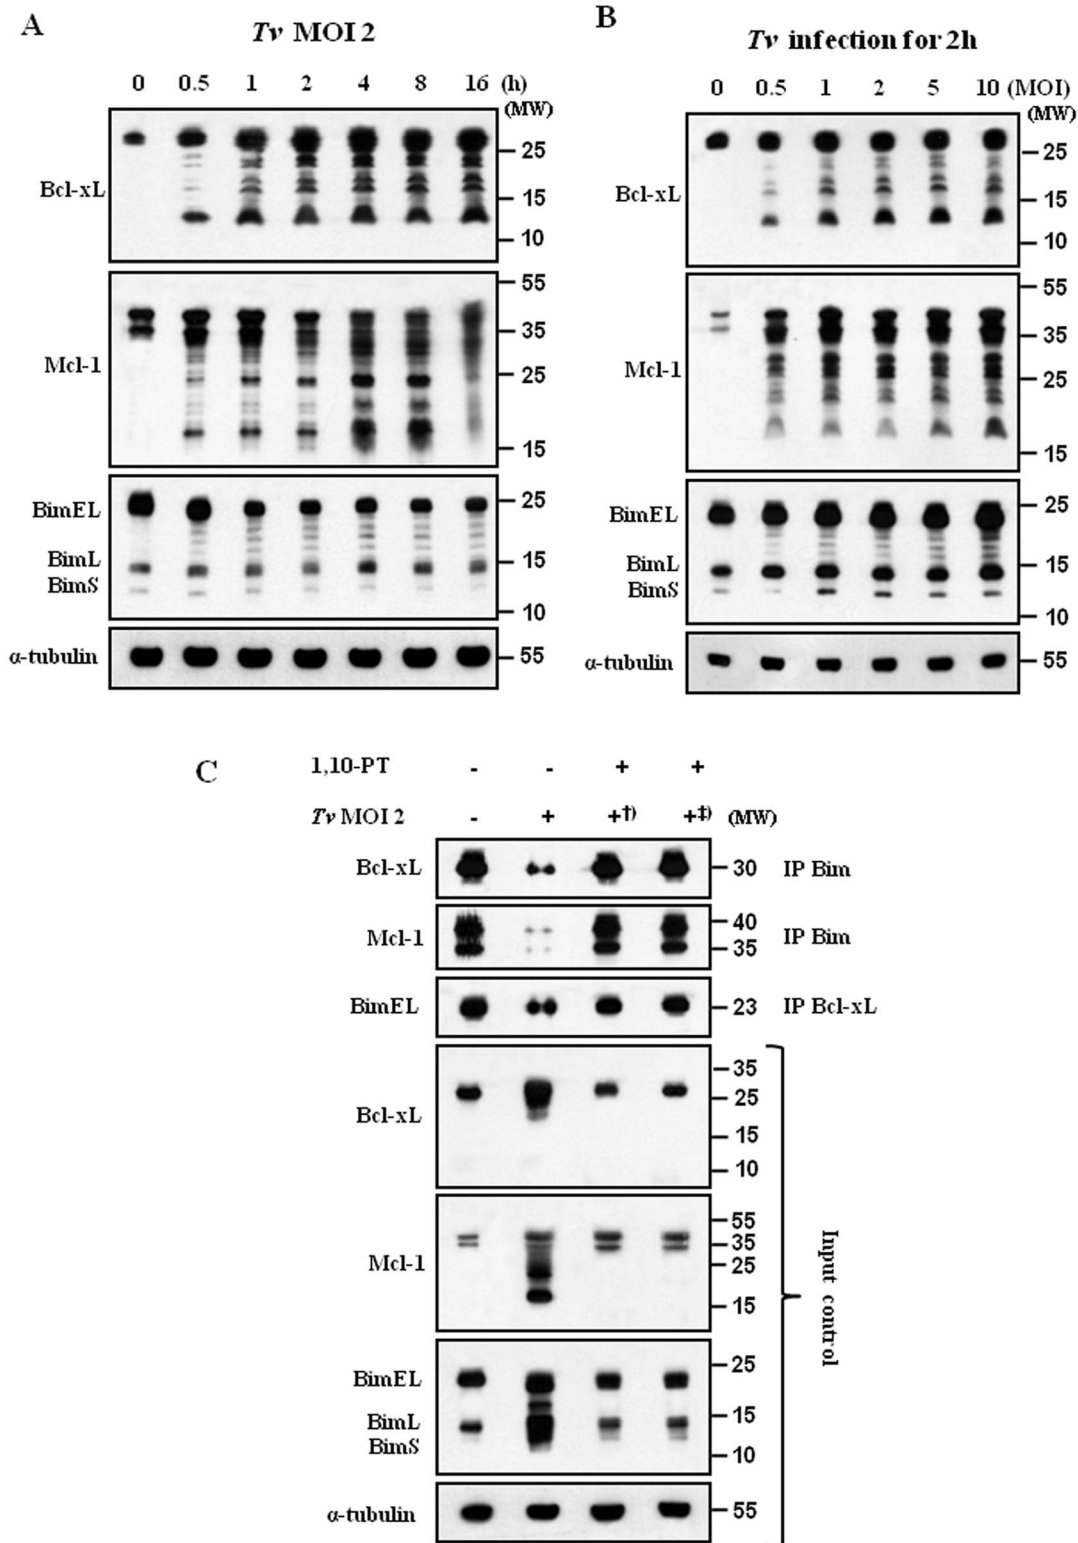 A
Tv MOI 2
0 0.5 1 2 4 8 16 (h)
(MW)
Bcl-xL
25
15
10
Mcl-1
55
35
25
15
BimEL
BimL
BimS
25
15
10
α-tubulin
55
B
Tv infection for 2h
0 0.5 1 2 5 10 (MOI)
(MW)
Bcl-xL
25
15
10
Mcl-1
55
35
25
15
BimEL
BimL
BimS
25
15
10
α-tubulin
55
C
1,10-PT - - + +
Tv MOI 2 - + +†) +‡) (MW)
Bcl-xL 30 IP Bim
Mcl-1 40 35 IP Bim
BimEL 23 IP Bcl-xL
Bcl-xL
35
25
15
10
Mcl-1
55
35
25
15
BimEL
BimL
BimS
25
15
10
α-tubulin
55
Input control